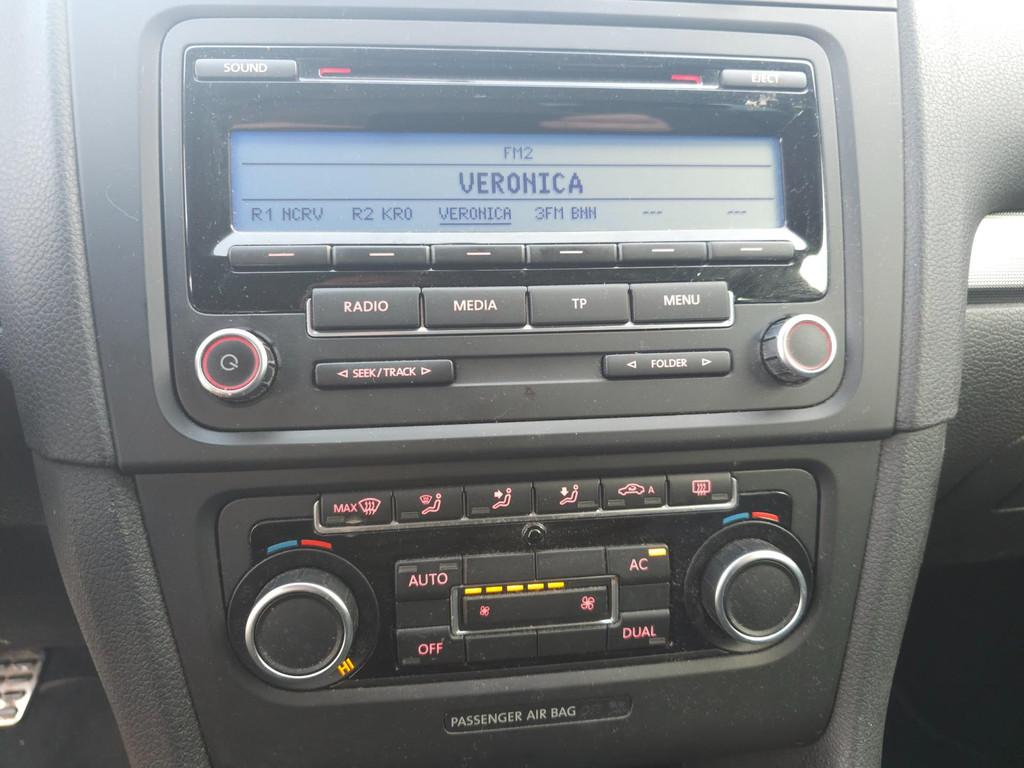 SOUND
EJECT
FM2
VERONICA
R1 NCRV R2 KRO VERONICA 3FM BNN --- ---
RADIO MEDIA TP MENU
SEEK/TRACK
FOLDER
MAX
A
AUTO
AC
OFF
DUAL
HI
PASSENGER AIR BAG